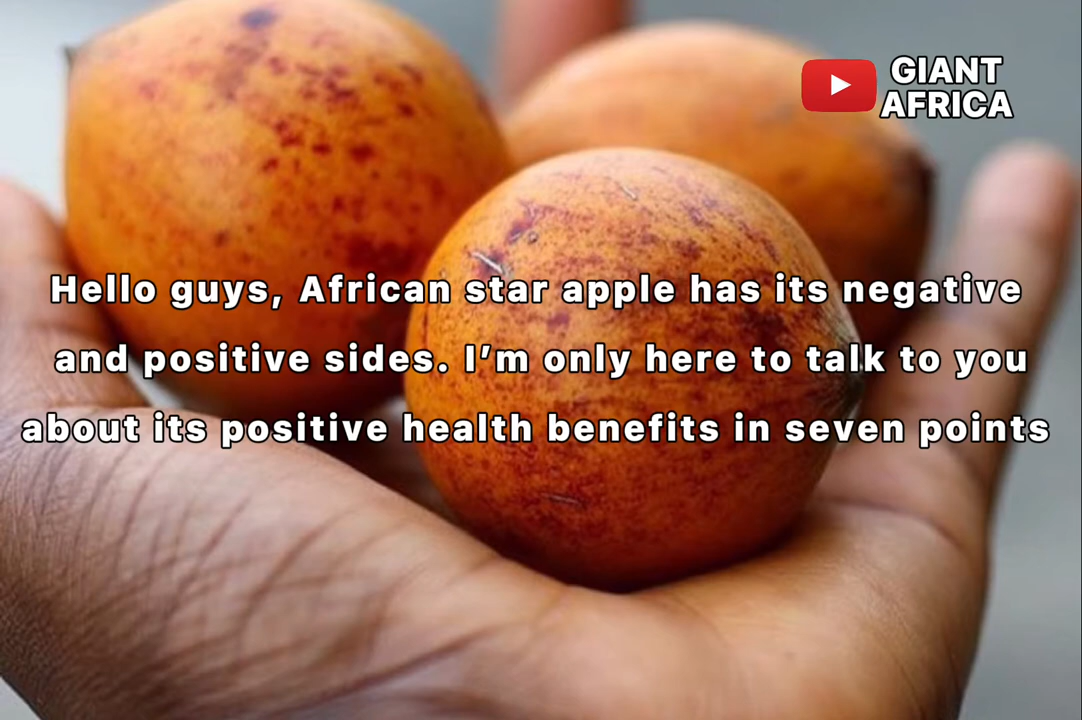 GIANT
AFRICA
Hello guys, African star apple has its negative
and positive sides. I’m only here to talk to you
about its positive health benefits in seven points